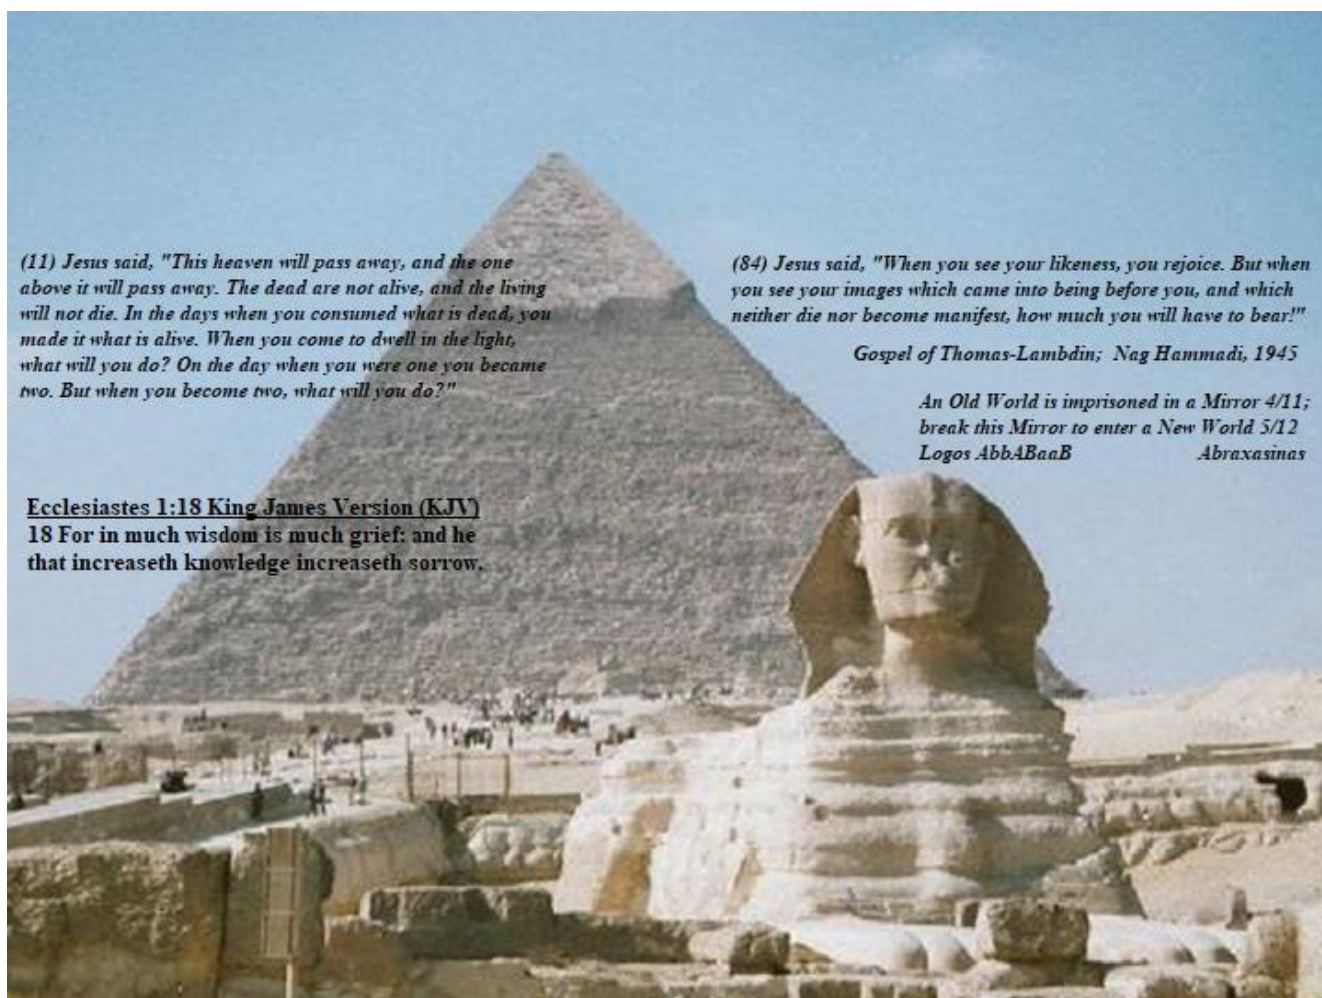 (11) Jesus said, "This heaven will pass away, and the one
above it will pass away. The dead are not alive, and the living
will not die. In the days when you consumed what is dead, you
made it what is alive. When you come to dwell in the light,
what will you do? On the day when you were one you became
two. But when you become two, what will you do?"
Ecclesiastes 1:18 King James Version (KJV)
18 For in much wisdom is much grief: and he
that increaseth knowledge increaseth sorrow.
(84) Jesus said, "When you see your likeness, you rejoice. But when
you see your images which came into being before you, and which
neither die nor become manifest, how much you will have to bear!"
Gospel of Thomas-Lambdin; Nag Hammadi, 1945
An Old World is imprisoned in a Mirror 4/11;
break this Mirror to enter a New World 5/12
Logos AbbABaaB Abraxasinas